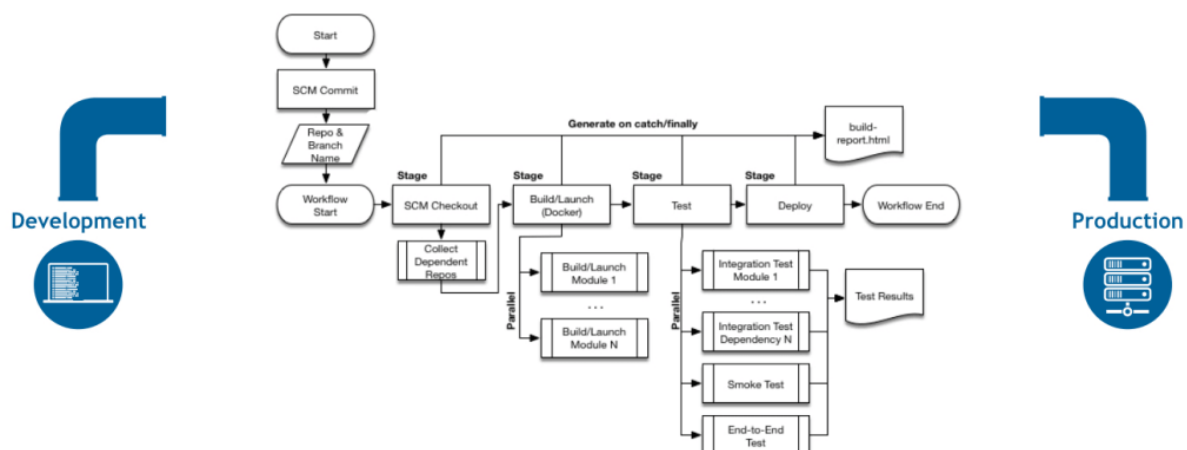 Start
SCM Commit
Repo &
Branch
Name
Generate on catch/finally
build-
report.html
Stage
Stage
Stage
Stage
Workflow
Start
SCM Checkout
Build/Launch
(Docker)
Test
Deploy
Workflow End
Development
Production
Collect
Dependent
Repos
Parallel
Build/Launch
Module 1
...
Build/Launch
Module N
Parallel
Integration Test
Module 1
...
Integration Test
Dependency N
Smoke Test
End-to-End
Test
Test Results